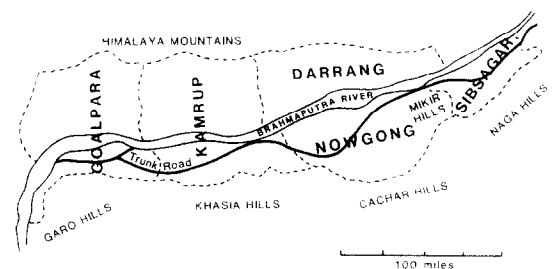 HIMALAYA MOUNTAINS
GOALPARA
KAMRUP
DARRANG
BRAHMAPUTRA RIVER
SIBSAGAR
MIKIR
HILLS
NAGA HILLS
NOWGONG
Trunk Road
CACHAR HILLS
KHASIA HILLS
GARO HILLS
100 miles